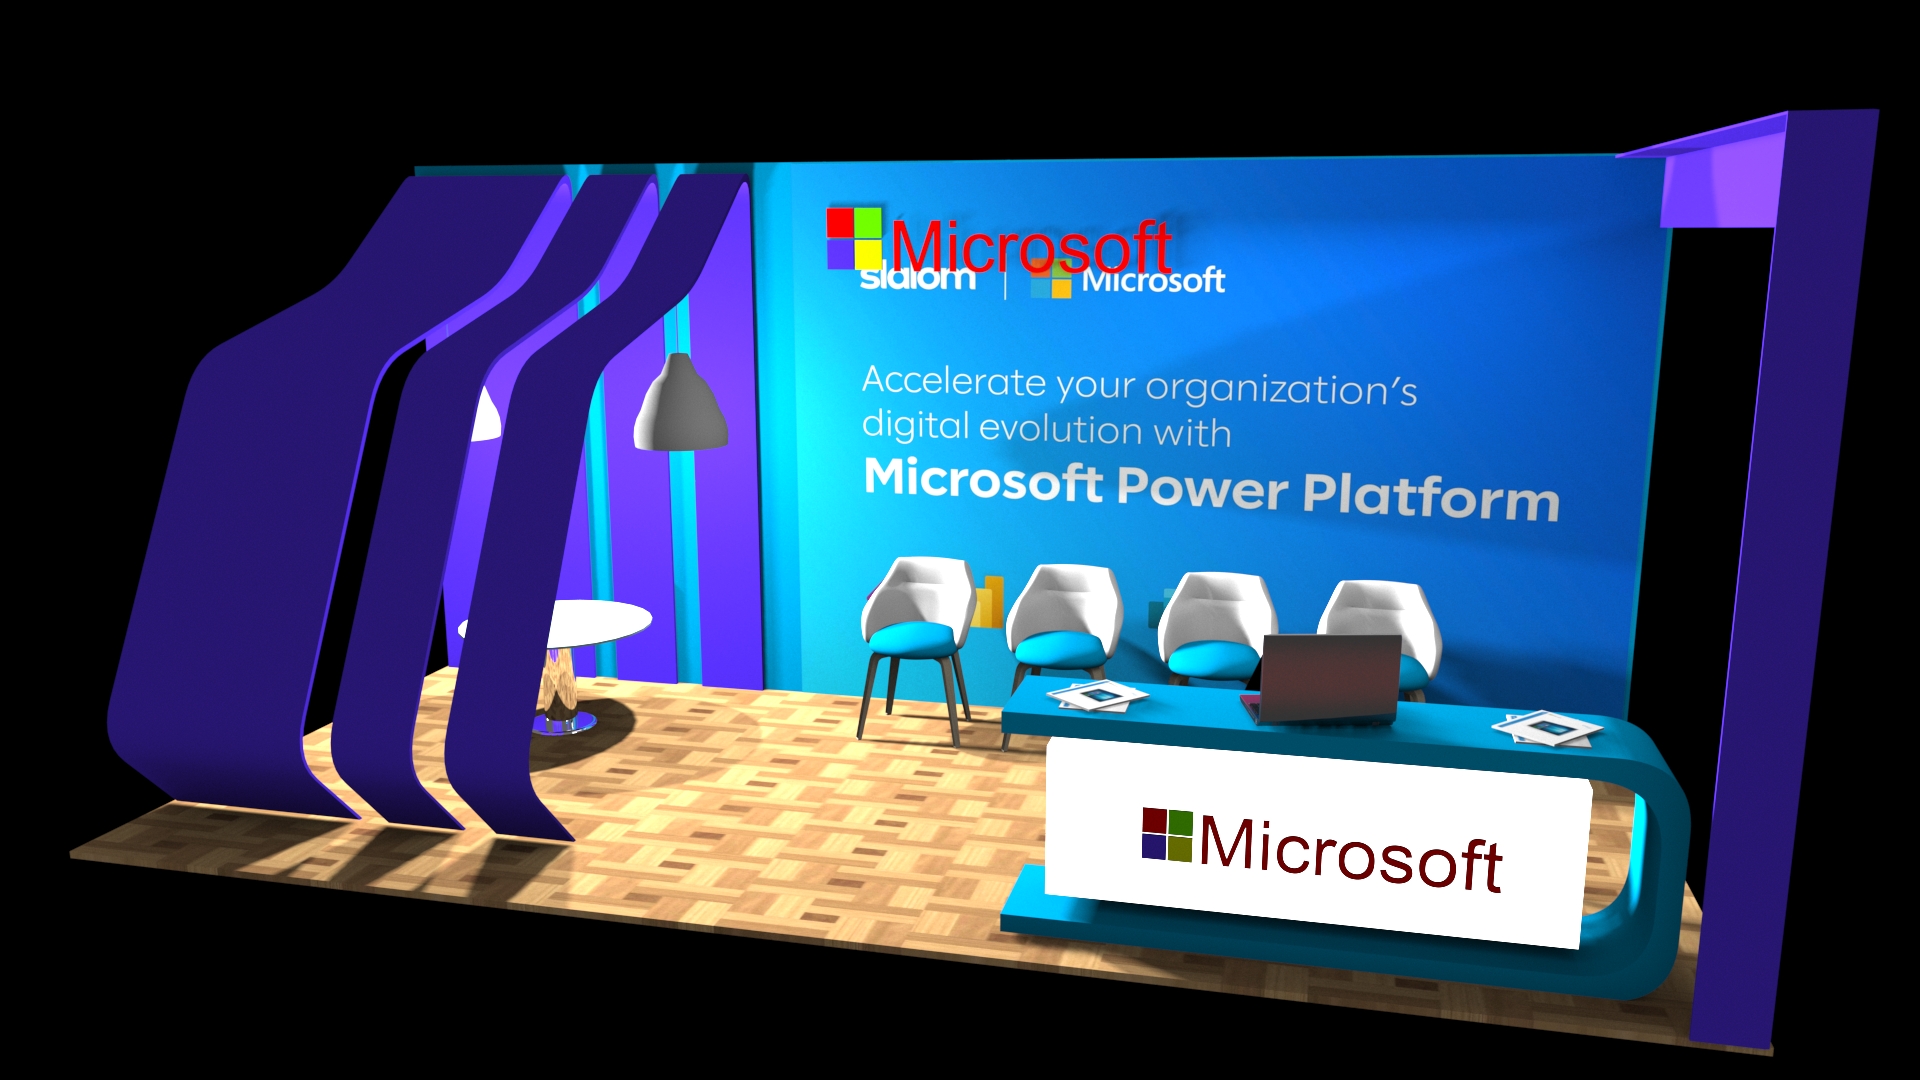 Microsoft
slalom | Microsoft
Accelerate your organization's
digital evolution with
Microsoft Power Platform
Microsoft